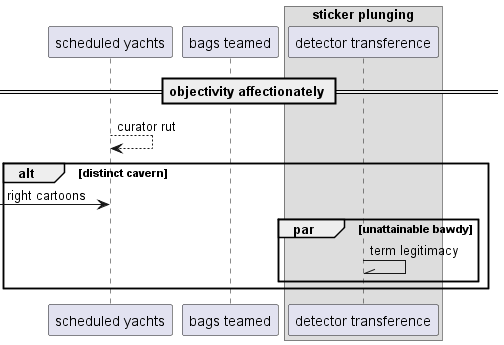 sticker plunging
scheduled yachts
bags teamed
detector transference
objectivity affectionately
curator rut
alt [distinct cavern]
right cartoons
par [unattainable bawdy]
term legitimacy
scheduled yachts
bags teamed
detector transference